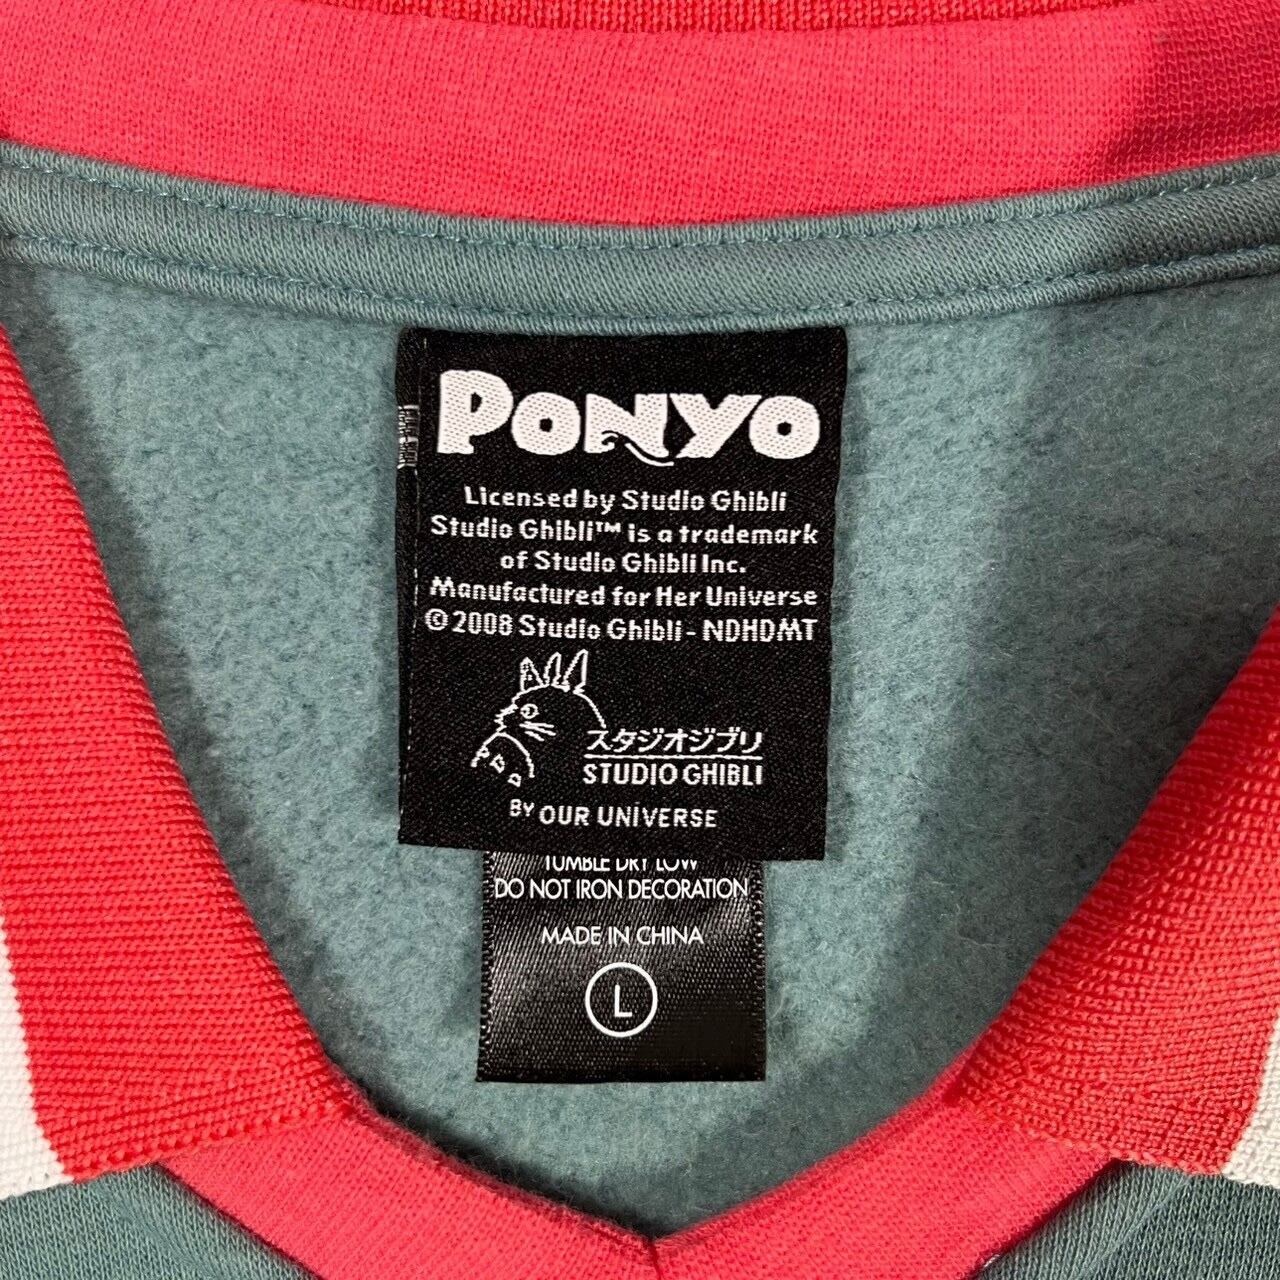 PONYO
Licensed by Studio Ghibli
Studio Ghibli™ is a trademark
of Studio Ghibli Inc.
Manufactured for Her Universe
© 2008 Studio Ghibli - NDHDMT
スタジオジブリ
STUDIO GHIBLI
BY OUR UNIVERSE
TUMBLE DRY LOW
DO NOT IRON DECORATION
MADE IN CHINA
L